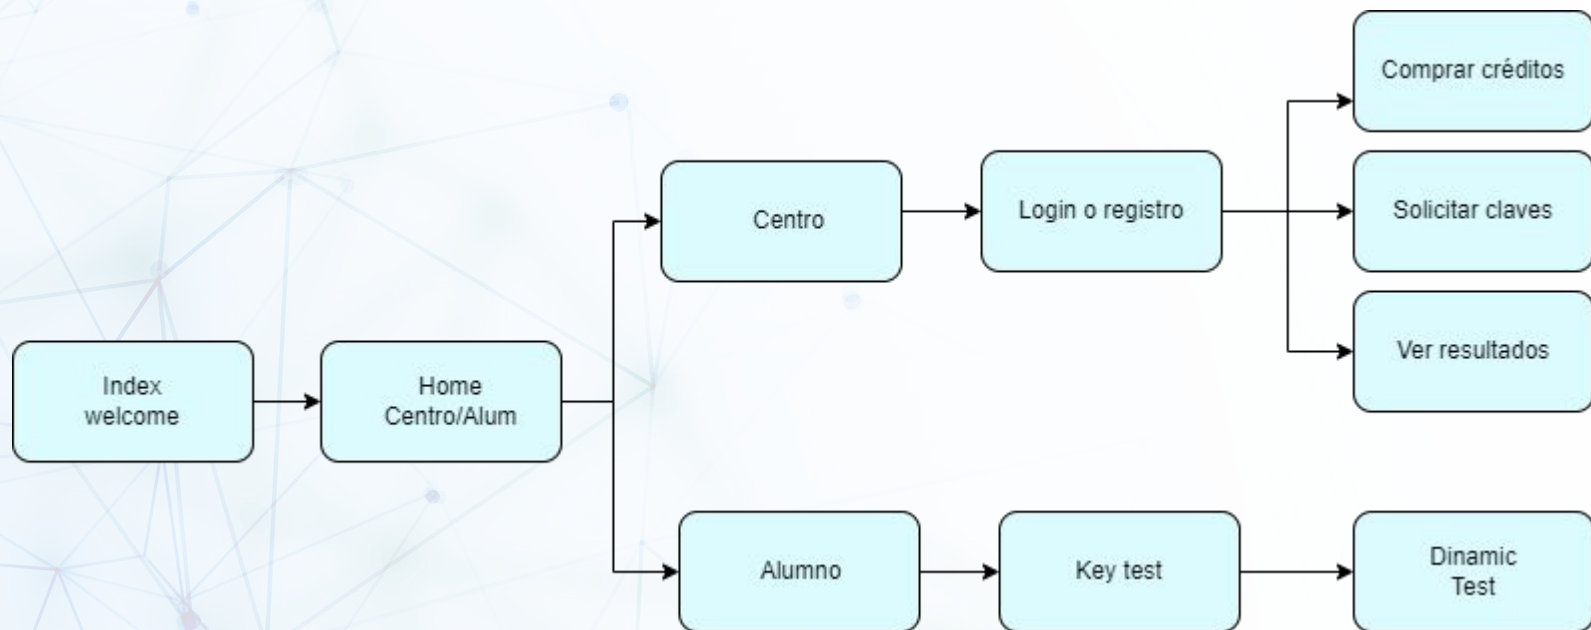 Comprar créditos
Centro
Login o registro
Solicitar claves
Ver resultados
Index
welcome
Home
Centro/Alum
Alumno
Key test
Dinamic
Test